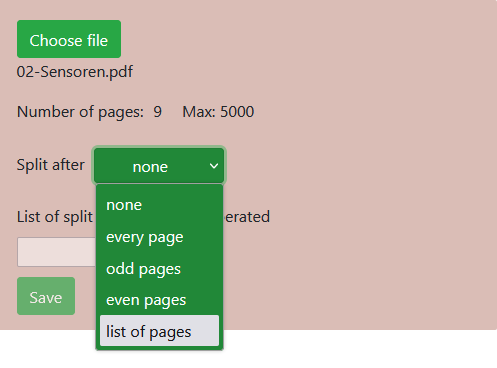 Choose file
02-Sensoren.pdf
Number of pages: 9 Max: 5000
Split after none
none
List of split erated
every page
odd pages
even pages
Save
list of pages